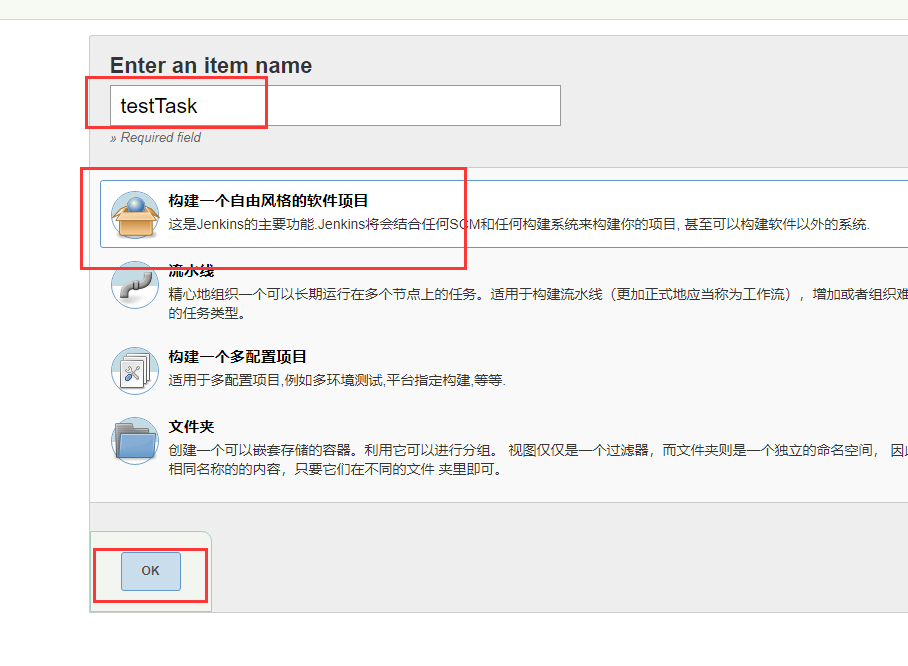 Enter an item name
testTask
» Required field
构建一个自由风格的软件项目
这是Jenkins的主要功能.Jenkins将会结合任何SCM和任何构建系统来构建你的项目, 甚至可以构建软件以外的系统.
流水线
精心地组织一个可以长期运行在多个节点上的任务。适用于构建流水线（更加正式地应当称为工作流），增加或者组织难
的任务类型。
构建一个多配置项目
适用于多配置项目,例如多环境测试,平台指定构建,等等.
文件夹
创建一个可以嵌套存储的容器。利用它可以进行分组。 视图仅仅是一个过滤器，而文件夹则是一个独立的命名空间， 因此
相同名称的的内容，只要它们在不同的文件 夹里即可。
OK